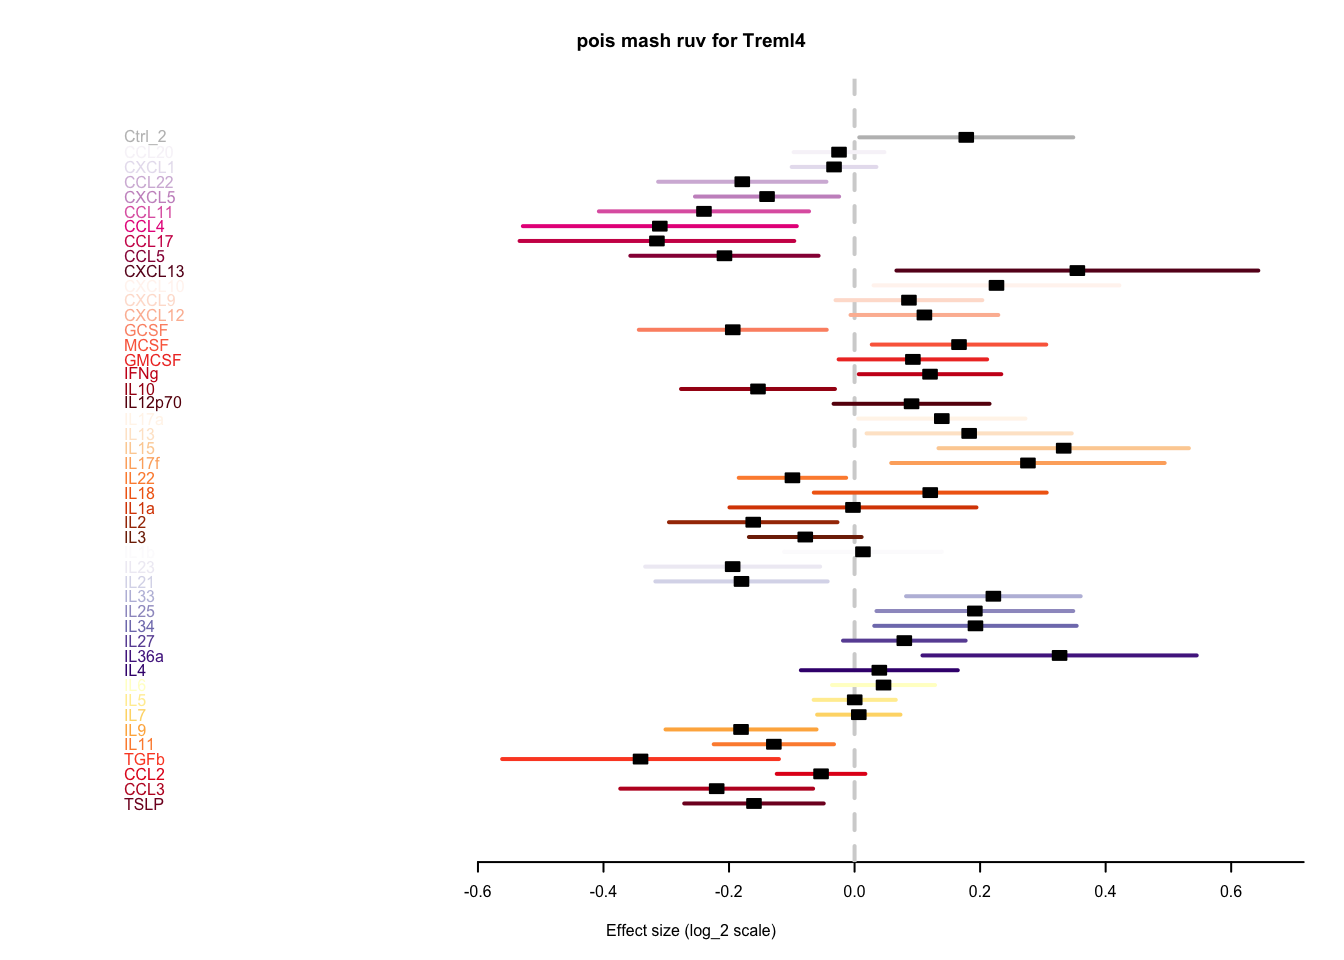 pois mash ruv for Treml4
Ctrl_2
CCL20
CXCL1
CCL22
CXCL5
CCL11
CCL4
CCL17
CCL5
CXCL13
CXCL10
CXCL9
CXCL12
GCSF
MCSF
GMCSF
IFNg
IL10
IL12p70
IL17a
IL13
IL15
IL17f
IL22
IL18
IL1a
IL2
IL3
IL23
IL21
IL33
IL25
IL34
IL27
IL36a
IL4
IL6
IL5
IL7
IL9
IL11
TGFb
CCL2
CCL3
TSLP
-0.6 -0.4 -0.2 0.0 0.2 0.4 0.6
Effect size (log_2 scale)